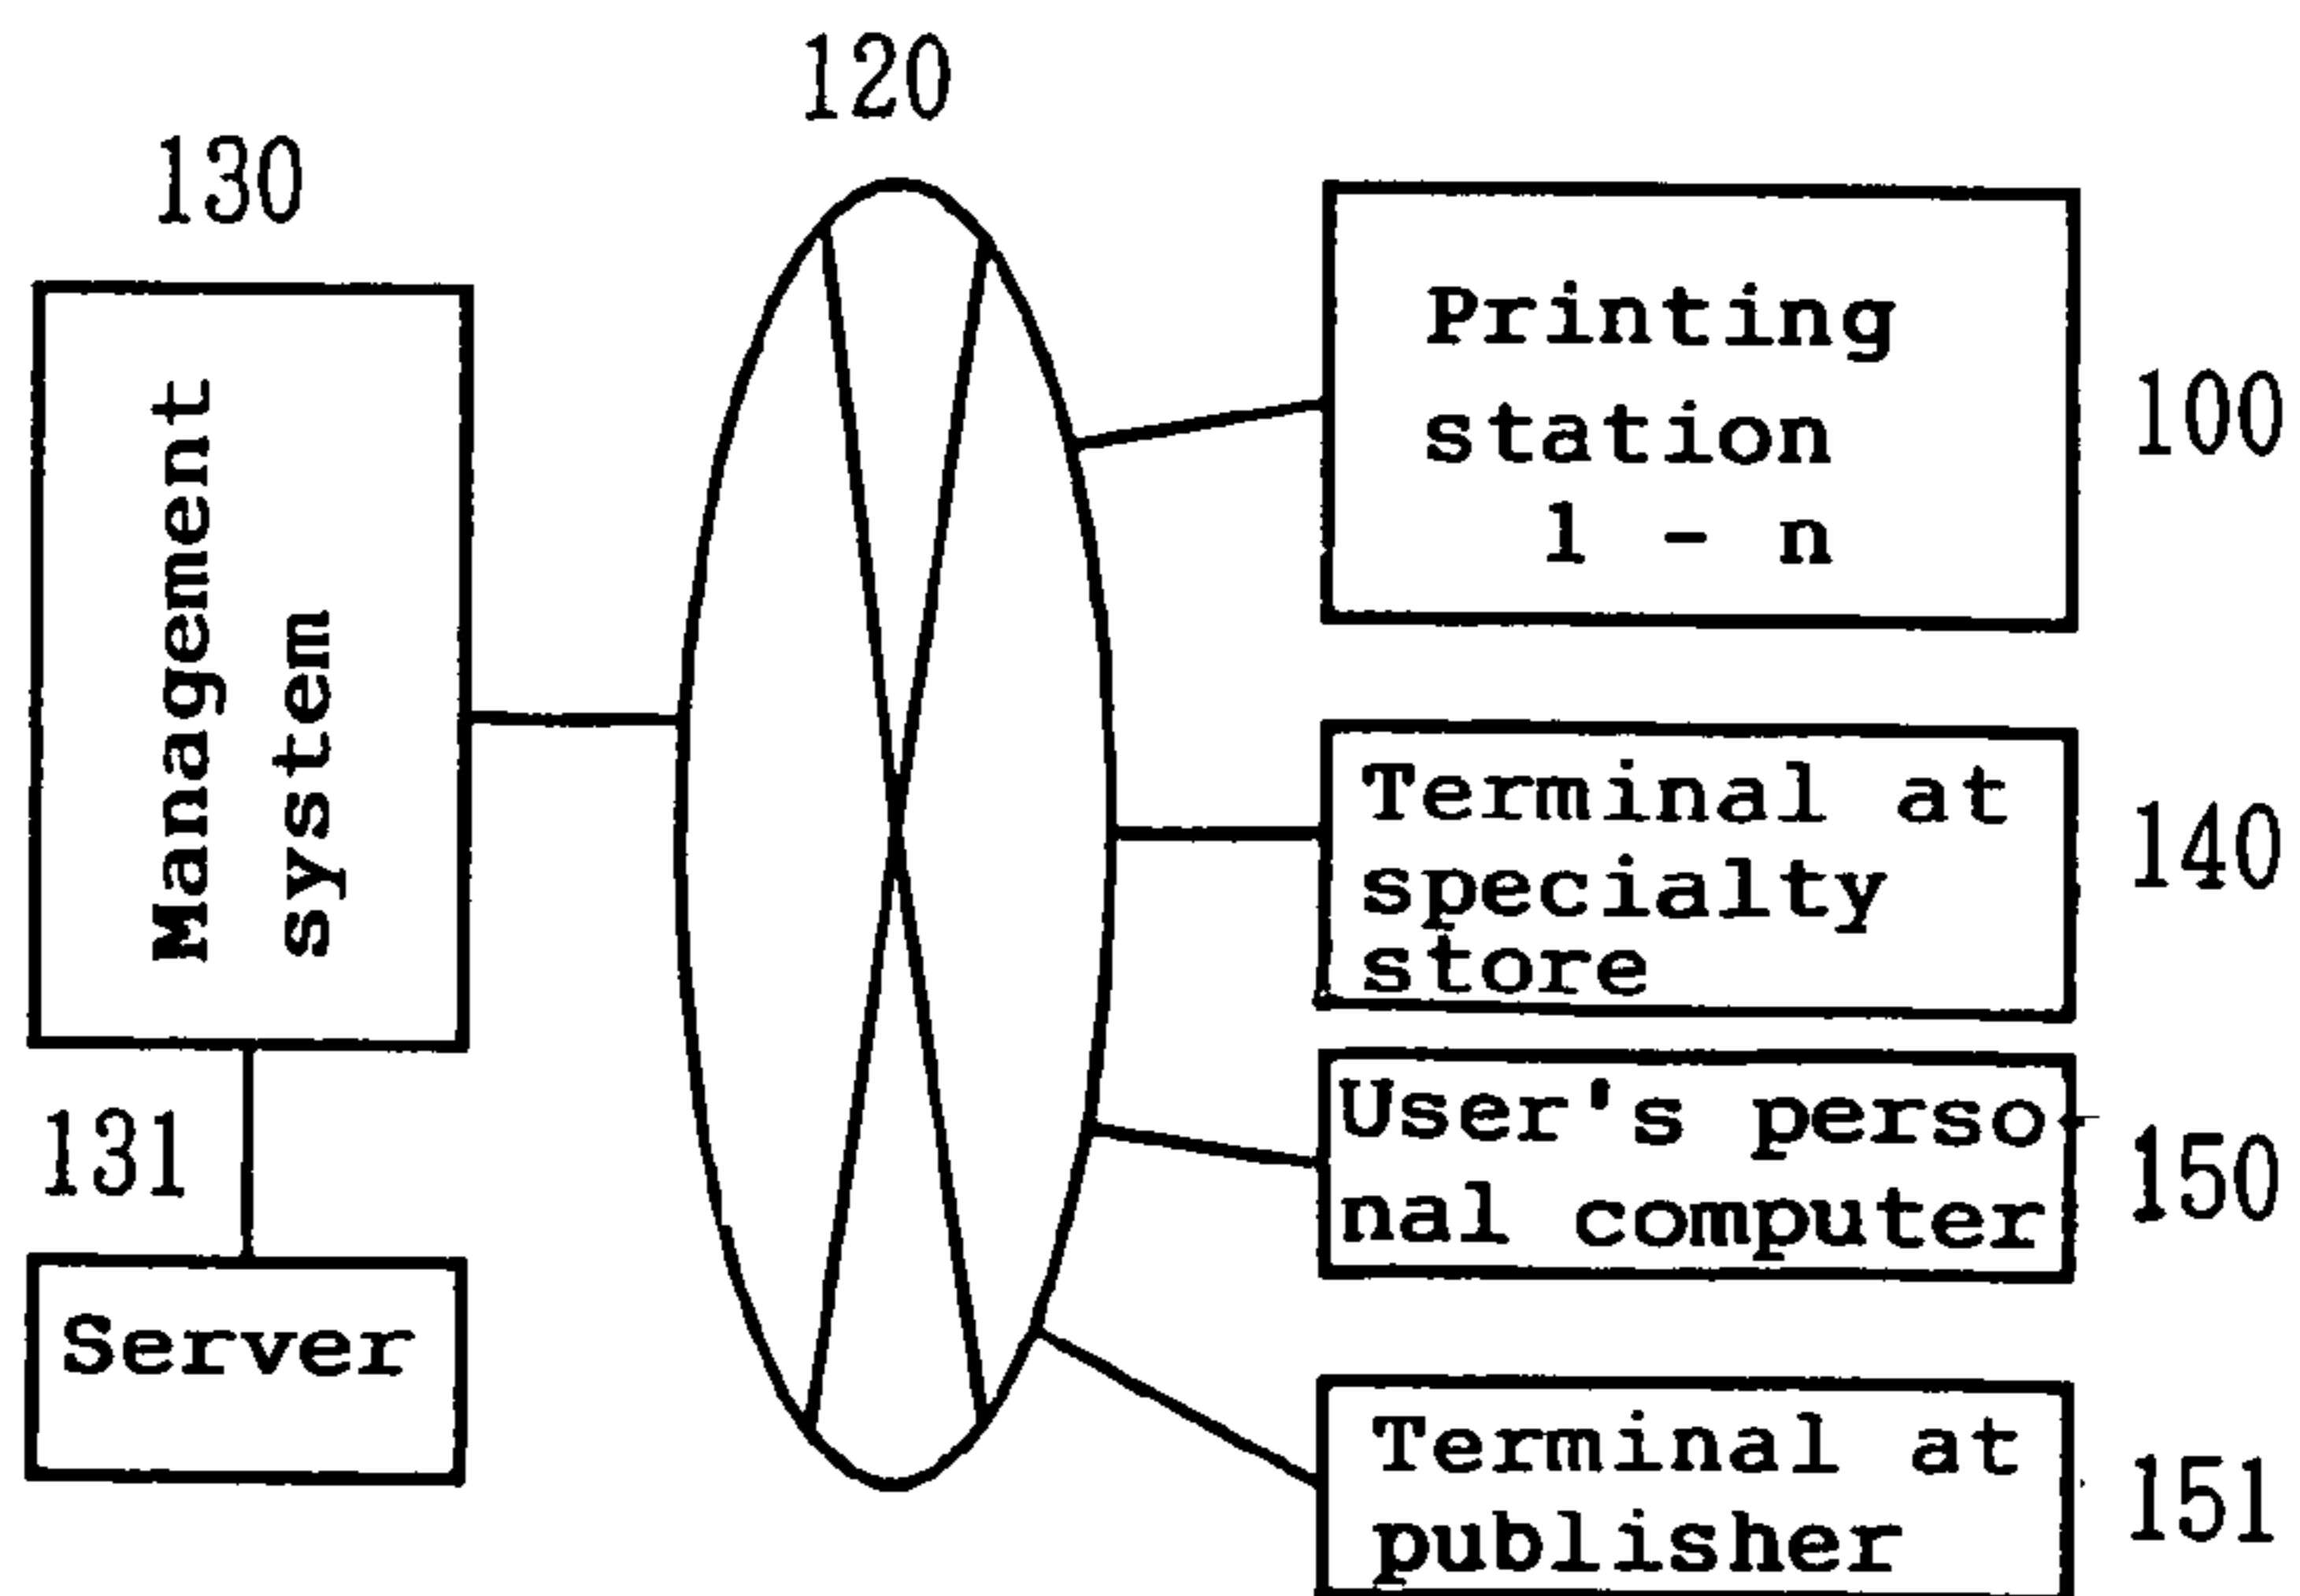 120
130
Management
system
131
Server
Printing
station
1 - n
100
Terminal at
specialty
store
140
User's perso
nal computer
150
Terminal at
publisher
151